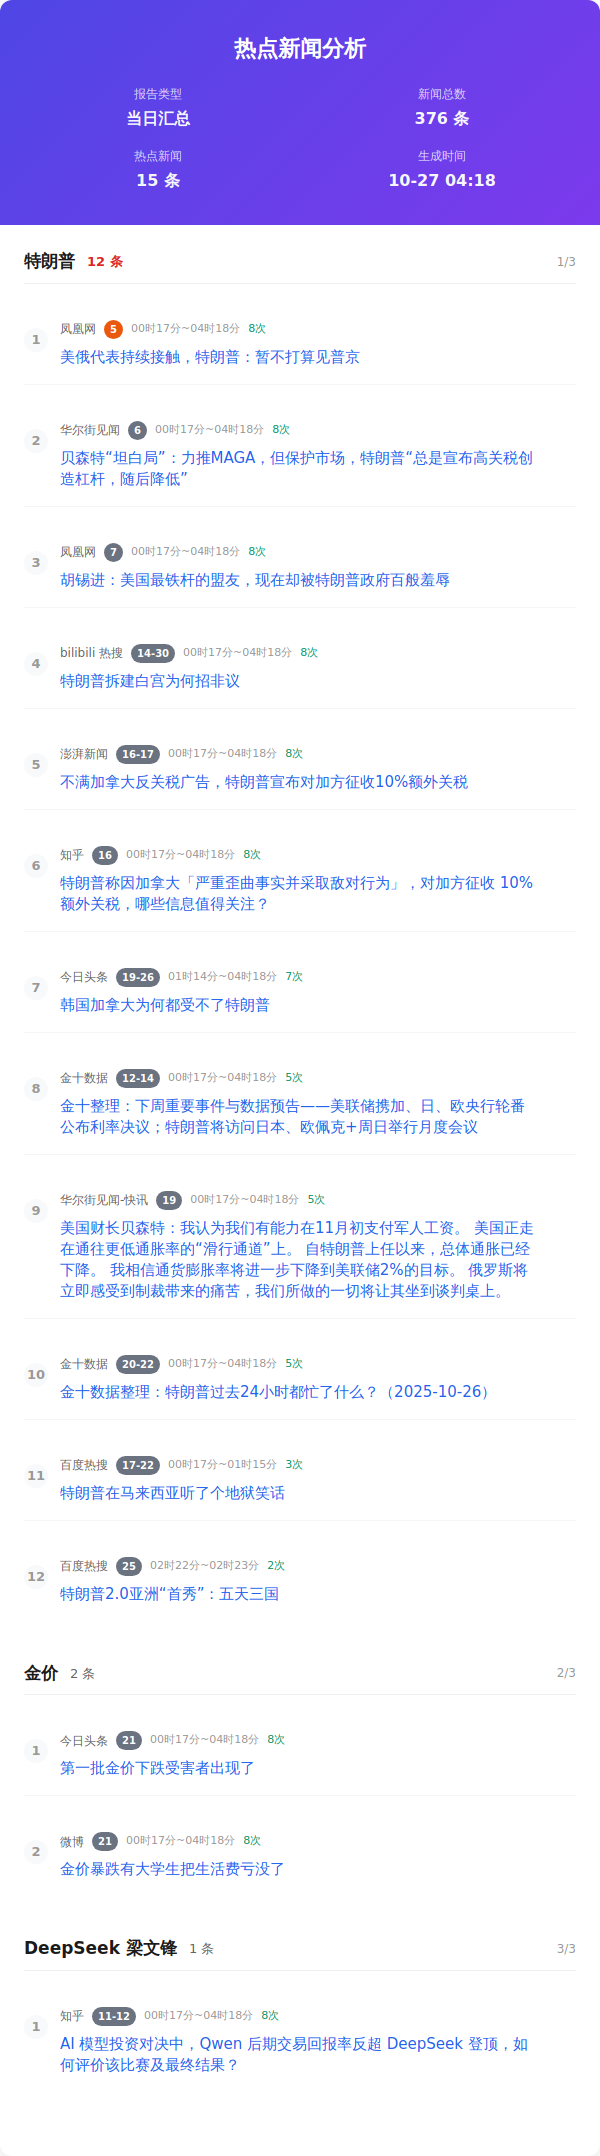 热点新闻分析
报告类型
新闻总数
当日汇总
376 条
热点新闻
生成时间
15 条
10-27 04:18
特朗普 12 条 1/3
1 凤凰网 5 00时17分~04时18分 8次
美俄代表持续接触，特朗普：暂不打算见普京
2 华尔街见闻 6 00时17分~04时18分 8次
贝森特“坦白局”：力推MAGA，但保护市场，特朗普“总是宣布高关税创
造杠杆，随后降低”
3 凤凰网 7 00时17分~04时18分 8次
胡锡进：美国最铁杆的盟友，现在却被特朗普政府百般羞辱
4 bilibili 热搜 14-30 00时17分~04时18分 8次
特朗普拆建白宫为何招非议
5 澎湃新闻 16-17 00时17分~04时18分 8次
不满加拿大反关税广告，特朗普宣布对加方征收10%额外关税
6 知乎 16 00时17分~04时18分 8次
特朗普称因加拿大「严重歪曲事实并采取敌对行为」，对加方征收 10%
额外关税，哪些信息值得关注？
7 今日头条 19-26 01时14分~04时18分 7次
韩国加拿大为何都受不了特朗普
8 金十数据 12-14 00时17分~04时18分 5次
金十整理：下周重要事件与数据预告——美联储携加、日、欧央行轮番
公布利率决议；特朗普将访问日本、欧佩克+周日举行月度会议
9 华尔街见闻-快讯 19 00时17分~04时18分 5次
美国财长贝森特：我认为我们有能力在11月初支付军人工资。 美国正走
在通往更低通胀率的“滑行通道”上。 自特朗普上任以来，总体通胀已经
下降。 我相信通货膨胀率将进一步下降到美联储2%的目标。 俄罗斯将
立即感受到制裁带来的痛苦，我们所做的一切将让其坐到谈判桌上。
10 金十数据 20-22 00时17分~04时18分 5次
金十数据整理：特朗普过去24小时都忙了什么？（2025-10-26）
11 百度热搜 17-22 00时17分~01时15分 3次
特朗普在马来西亚听了个地狱笑话
12 百度热搜 25 02时22分~02时23分 2次
特朗普2.0亚洲“首秀”：五天三国
金价 2 条 2/3
1 今日头条 21 00时17分~04时18分 8次
第一批金价下跌受害者出现了
2 微博 21 00时17分~04时18分 8次
金价暴跌有大学生把生活费亏没了
DeepSeek 梁文锋 1 条 3/3
1 知乎 11-12 00时17分~04时18分 8次
AI 模型投资对决中，Qwen 后期交易回报率反超 DeepSeek 登顶，如
何评价该比赛及最终结果？